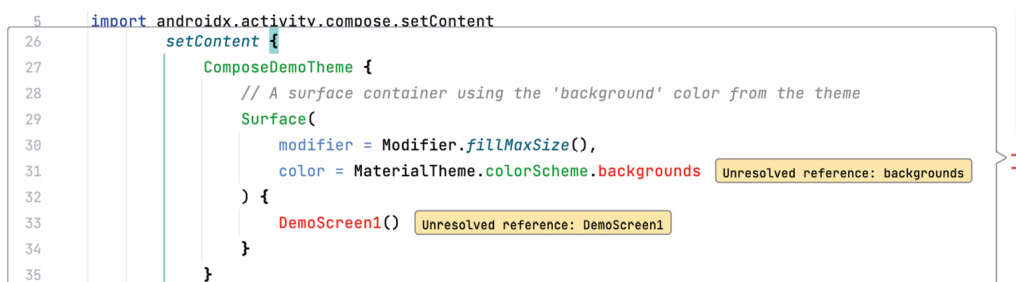 5 import androidx.activity.compose.setContent
26 setContent {
27 ComposeDemoTheme {
28 // A surface container using the 'background' color from the theme
29 Surface(
30 modifier = Modifier.fillMaxSize(),
31 color = MaterialTheme.colorScheme.backgrounds Unresolved reference: backgrounds
32 ) {
33 DemoScreen1() Unresolved reference: DemoScreen1
34 }
35 }